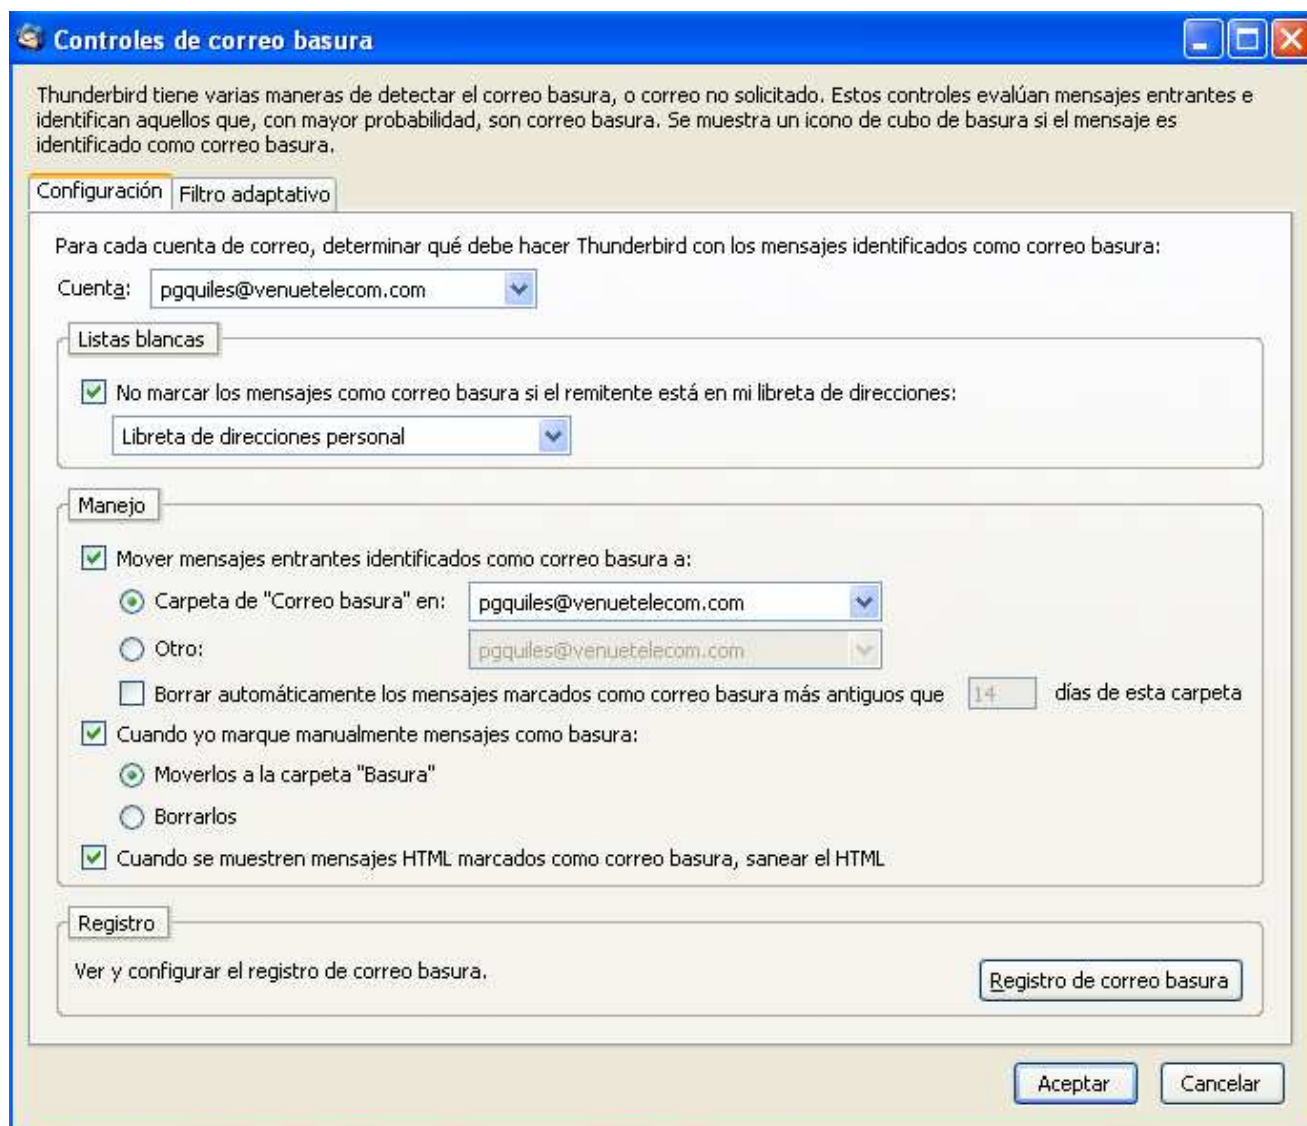 Controles de correo basura
Thunderbird tiene varias maneras de detectar el correo basura, o correo no solicitado. Estos controles evalúan mensajes entrantes e
identifican aquellos que, con mayor probabilidad, son correo basura. Se muestra un icono de cubo de basura si el mensaje es
identificado como correo basura.
Configuración Filtro adaptativo
Para cada cuenta de correo, determinar qué debe hacer Thunderbird con los mensajes identificados como correo basura:
Cuenta: pgquiles@venuetelecom.com
Listas blancas
No marcar los mensajes como correo basura si el remitente está en mi libreta de direcciones:
Libreta de direcciones personal
Manejo
Mover mensajes entrantes identificados como correo basura a:
Carpeta de "Correo basura" en: pgquiles@venuetelecom.com
Otro: pgquiles@venuetelecom.com
Borrar automáticamente los mensajes marcados como correo basura más antiguos que 14 días de esta carpeta
Cuando yo marque manualmente mensajes como basura:
Moverlos a la carpeta "Basura"
Borrarlos
Cuando se muestren mensajes HTML marcados como correo basura, sanear el HTML
Registro
Ver y configurar el registro de correo basura.
Registro de correo basura
Aceptar Cancelar